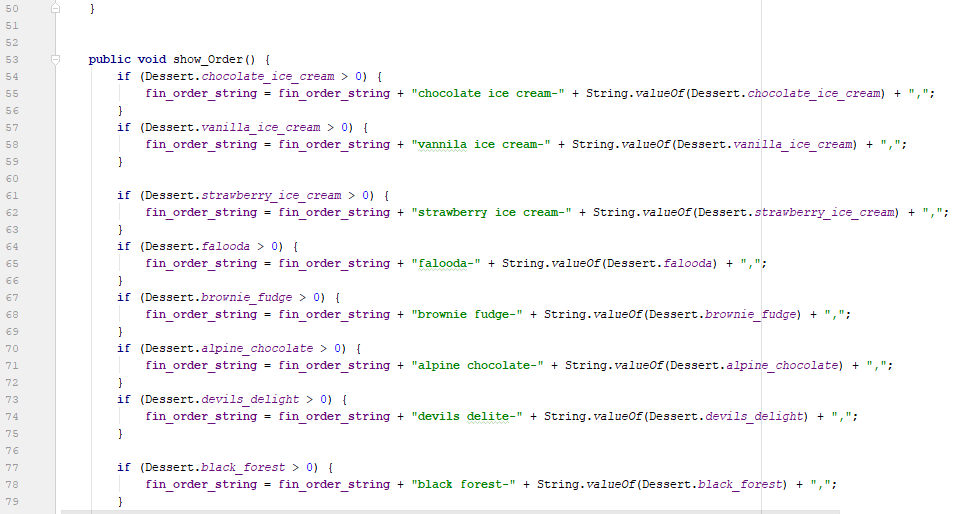 50 }
51
52
53 public void show_Order() {
54 if (Dessert.chocolate_ice_cream > 0) {
55 fin_order_string = fin_order_string + "chocolate ice cream-" + String.valueOf(Dessert.chocolate_ice_cream) + ",";
56 }
57 if (Dessert.vanilla_ice_cream > 0) {
58 fin_order_string = fin_order_string + "vannila ice cream-" + String.valueOf(Dessert.vanilla_ice_cream) + ",";
59 }
60
61 if (Dessert.strawberry_ice_cream > 0) {
62 fin_order_string = fin_order_string + "strawberry ice cream-" + String.valueOf(Dessert.strawberry_ice_cream) + ",";
63 }
64 if (Dessert.falooda > 0) {
65 fin_order_string = fin_order_string + "falooda-" + String.valueOf(Dessert.falooda) + ",";
66 }
67 if (Dessert.brownie_fudge > 0) {
68 fin_order_string = fin_order_string + "brownie fudge-" + String.valueOf(Dessert.brownie_fudge) + ",";
69 }
70 if (Dessert.alpine_chocolate > 0) {
71 fin_order_string = fin_order_string + "alpine chocolate-" + String.valueOf(Dessert.alpine_chocolate) + ",";
72 }
73 if (Dessert.devils_delight > 0) {
74 fin_order_string = fin_order_string + "devils delite-" + String.valueOf(Dessert.devils_delight) + ",";
75 }
76
77 if (Dessert.black_forest > 0) {
78 fin_order_string = fin_order_string + "black forest-" + String.valueOf(Dessert.black_forest) + ",";
79 }